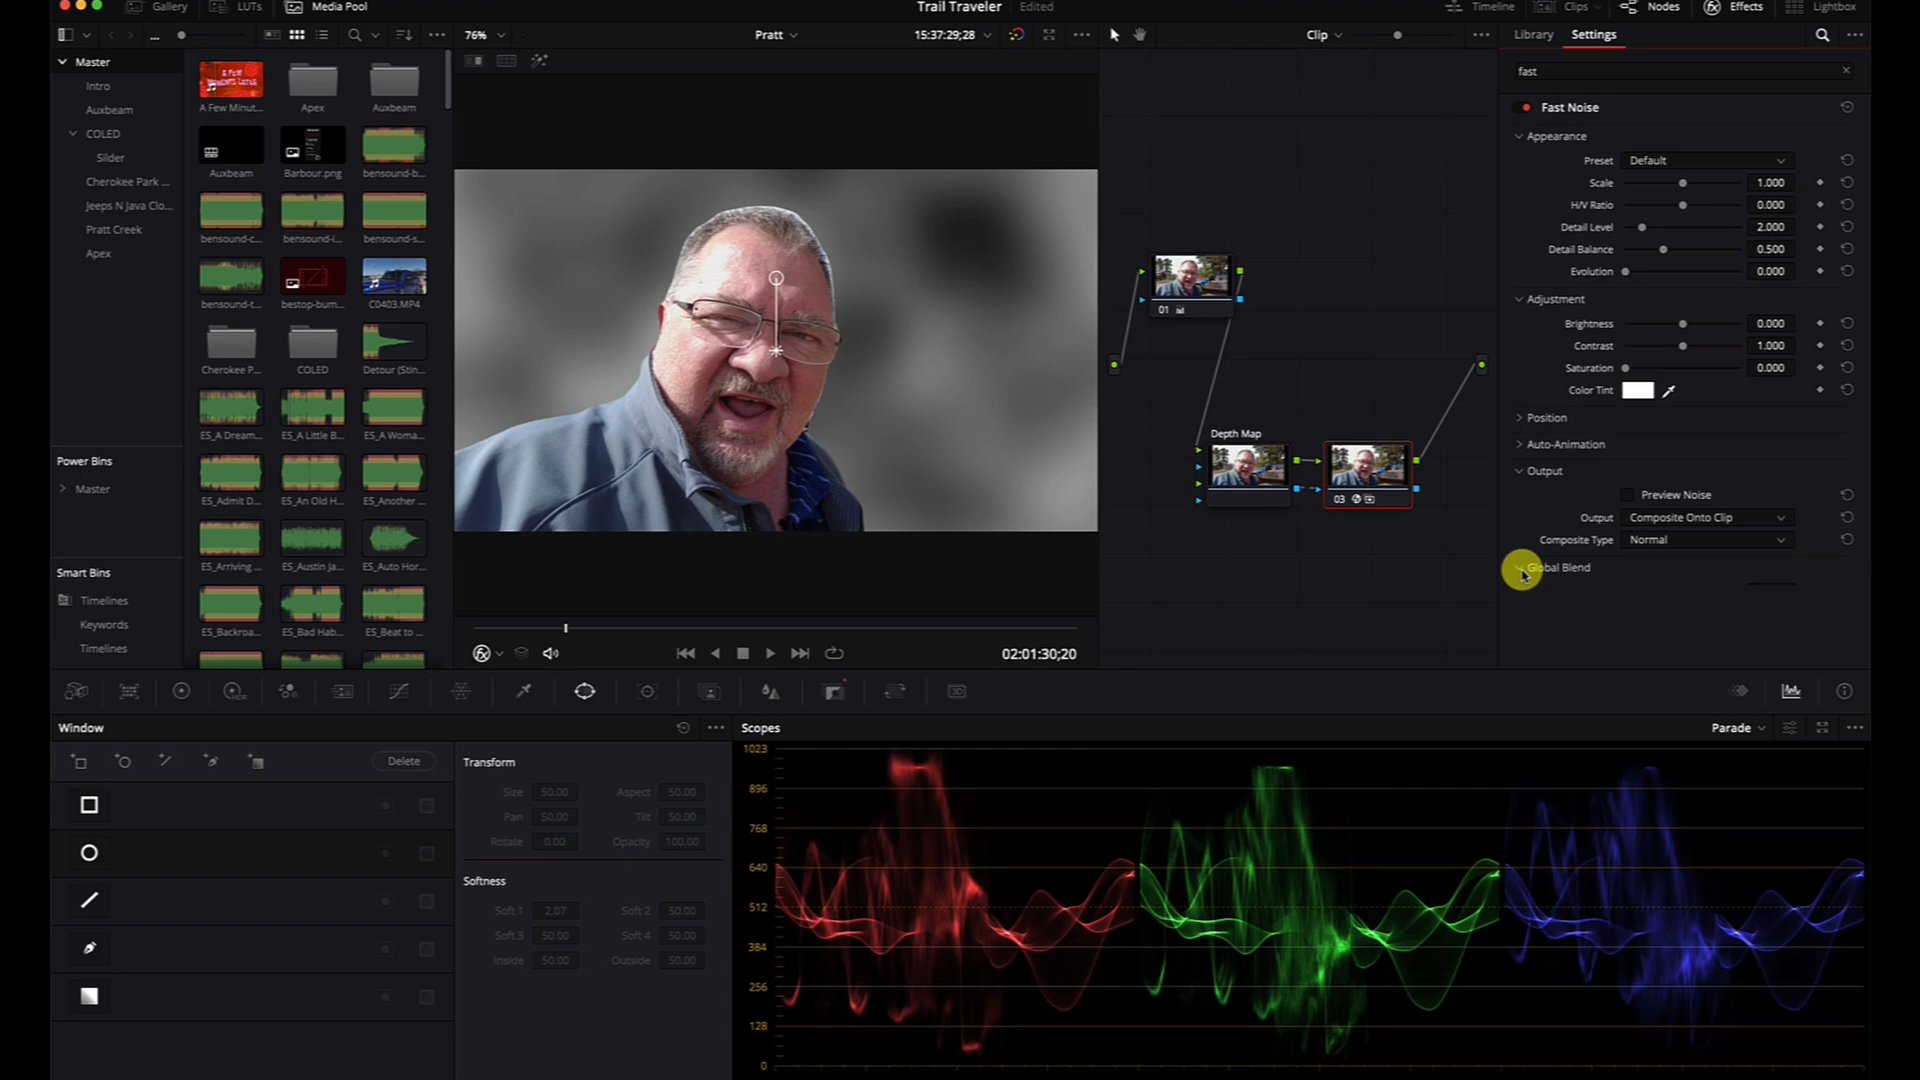 Gallery LUTs Media Pool Trail Traveler Edited Timeline Clips Nodes Effects Lightbox
76% Pratt 15:37:29;28 Clip Library Settings
Master
Intro
Auxbeam
COLED
Silder
Cherokee Park ...
Jeeps N Java Clo...
Pratt Creek
Apex
Power Bins
Master
Smart Bins
Timelines
Keywords
Timelines
A Few Minut... Apex Auxbeam
Auxbeam Barbour.png bensound-b...
bensound-c... bensound-i... bensound-s...
bensound-t... bestop-bum... C0403.MP4
Cherokee P... COLED Detour (Stin...
ES_A Dream... ES_A Little B... ES_A Woma...
ES_Admit D... ES_An Old H... ES_Another ...
ES_Arriving ... ES_Austin Ja... ES_Auto Hor...
ES_Backroa... ES_Bad Hab... ES_Beat to ...
02:01:30;20
01
Depth Map
03
fast
Fast Noise
Appearance
Preset Default
Scale 1.000
H/V Ratio 0.000
Detail Level 2.000
Detail Balance 0.500
Evolution 0.000
Adjustment
Brightness 0.000
Contrast 1.000
Saturation 0.000
Color Tint
Position
Auto-Animation
Output
Preview Noise
Output Composite Onto Clip
Composite Type Normal
Global Blend
HDR
3D
Window
Delete
Transform
Size 50.00 Aspect 50.00
Pan 50.00 Tilt 50.00
Rotate 0.00 Opacity 100.00
Softness
Soft 1 2.07 Soft 2 50.00
Soft 3 50.00 Soft 4 50.00
Inside 50.00 Outside 50.00
Scopes Parade
1023
896
768
640
512
384
256
128
0